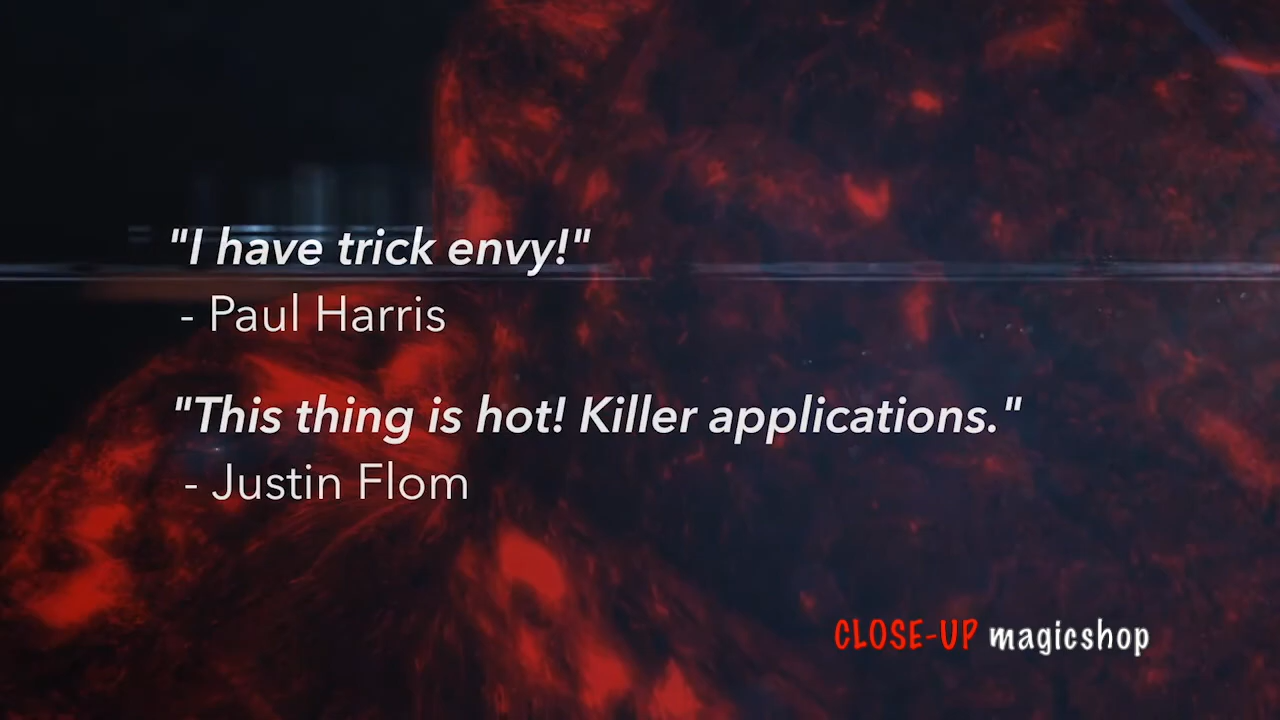 "I have trick envy!"
- Paul Harris
"This thing is hot! Killer applications."
- Justin Flom
CLOSE-UP magicshop